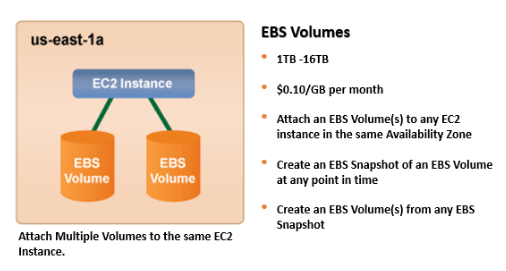 us-east-1a
EC2 Instance
EBS
Volume
EBS
Volume
Attach Multiple Volumes to the same EC2
Instance.
EBS Volumes
• 1TB -16TB
• $0.10/GB per month
• Attach an EBS Volume(s) to any EC2
instance in the same Availability Zone
• Create an EBS Snapshot of an EBS Volume
at any point in time
• Create an EBS Volume(s) from any EBS
Snapshot